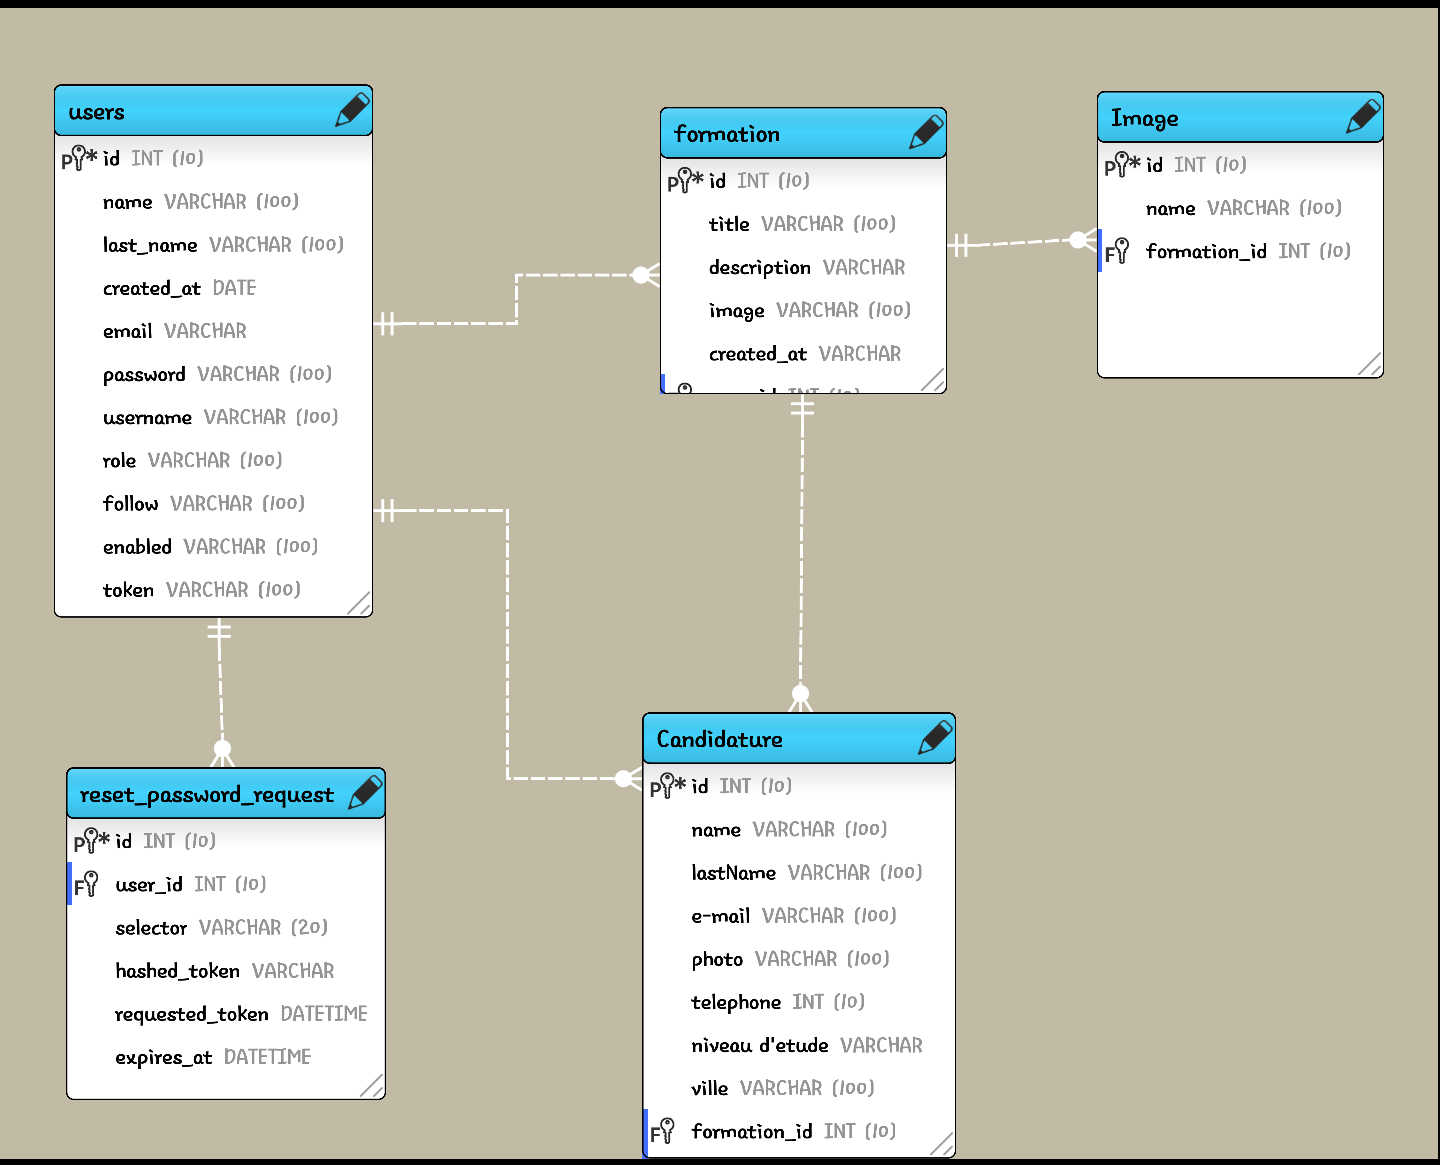 users
P* id INT (10)
name VARCHAR (100)
last_name VARCHAR (100)
created_at DATE
email VARCHAR
password VARCHAR (100)
username VARCHAR (100)
role VARCHAR (100)
follow VARCHAR (100)
enabled VARCHAR (100)
token VARCHAR (100)
formation
P* id INT (10)
title VARCHAR (100)
description VARCHAR
image VARCHAR (100)
created_at VARCHAR
Image
P* id INT (10)
name VARCHAR (100)
F formation_id INT (10)
reset_password_request
P* id INT (10)
F user_id INT (10)
selector VARCHAR (20)
hashed_token VARCHAR
requested_token DATETIME
expires_at DATETIME
Candidature
P* id INT (10)
name VARCHAR (100)
lastName VARCHAR (100)
e-mail VARCHAR (100)
photo VARCHAR (100)
telephone INT (10)
niveau d'etude VARCHAR
ville VARCHAR (100)
F formation_id INT (10)